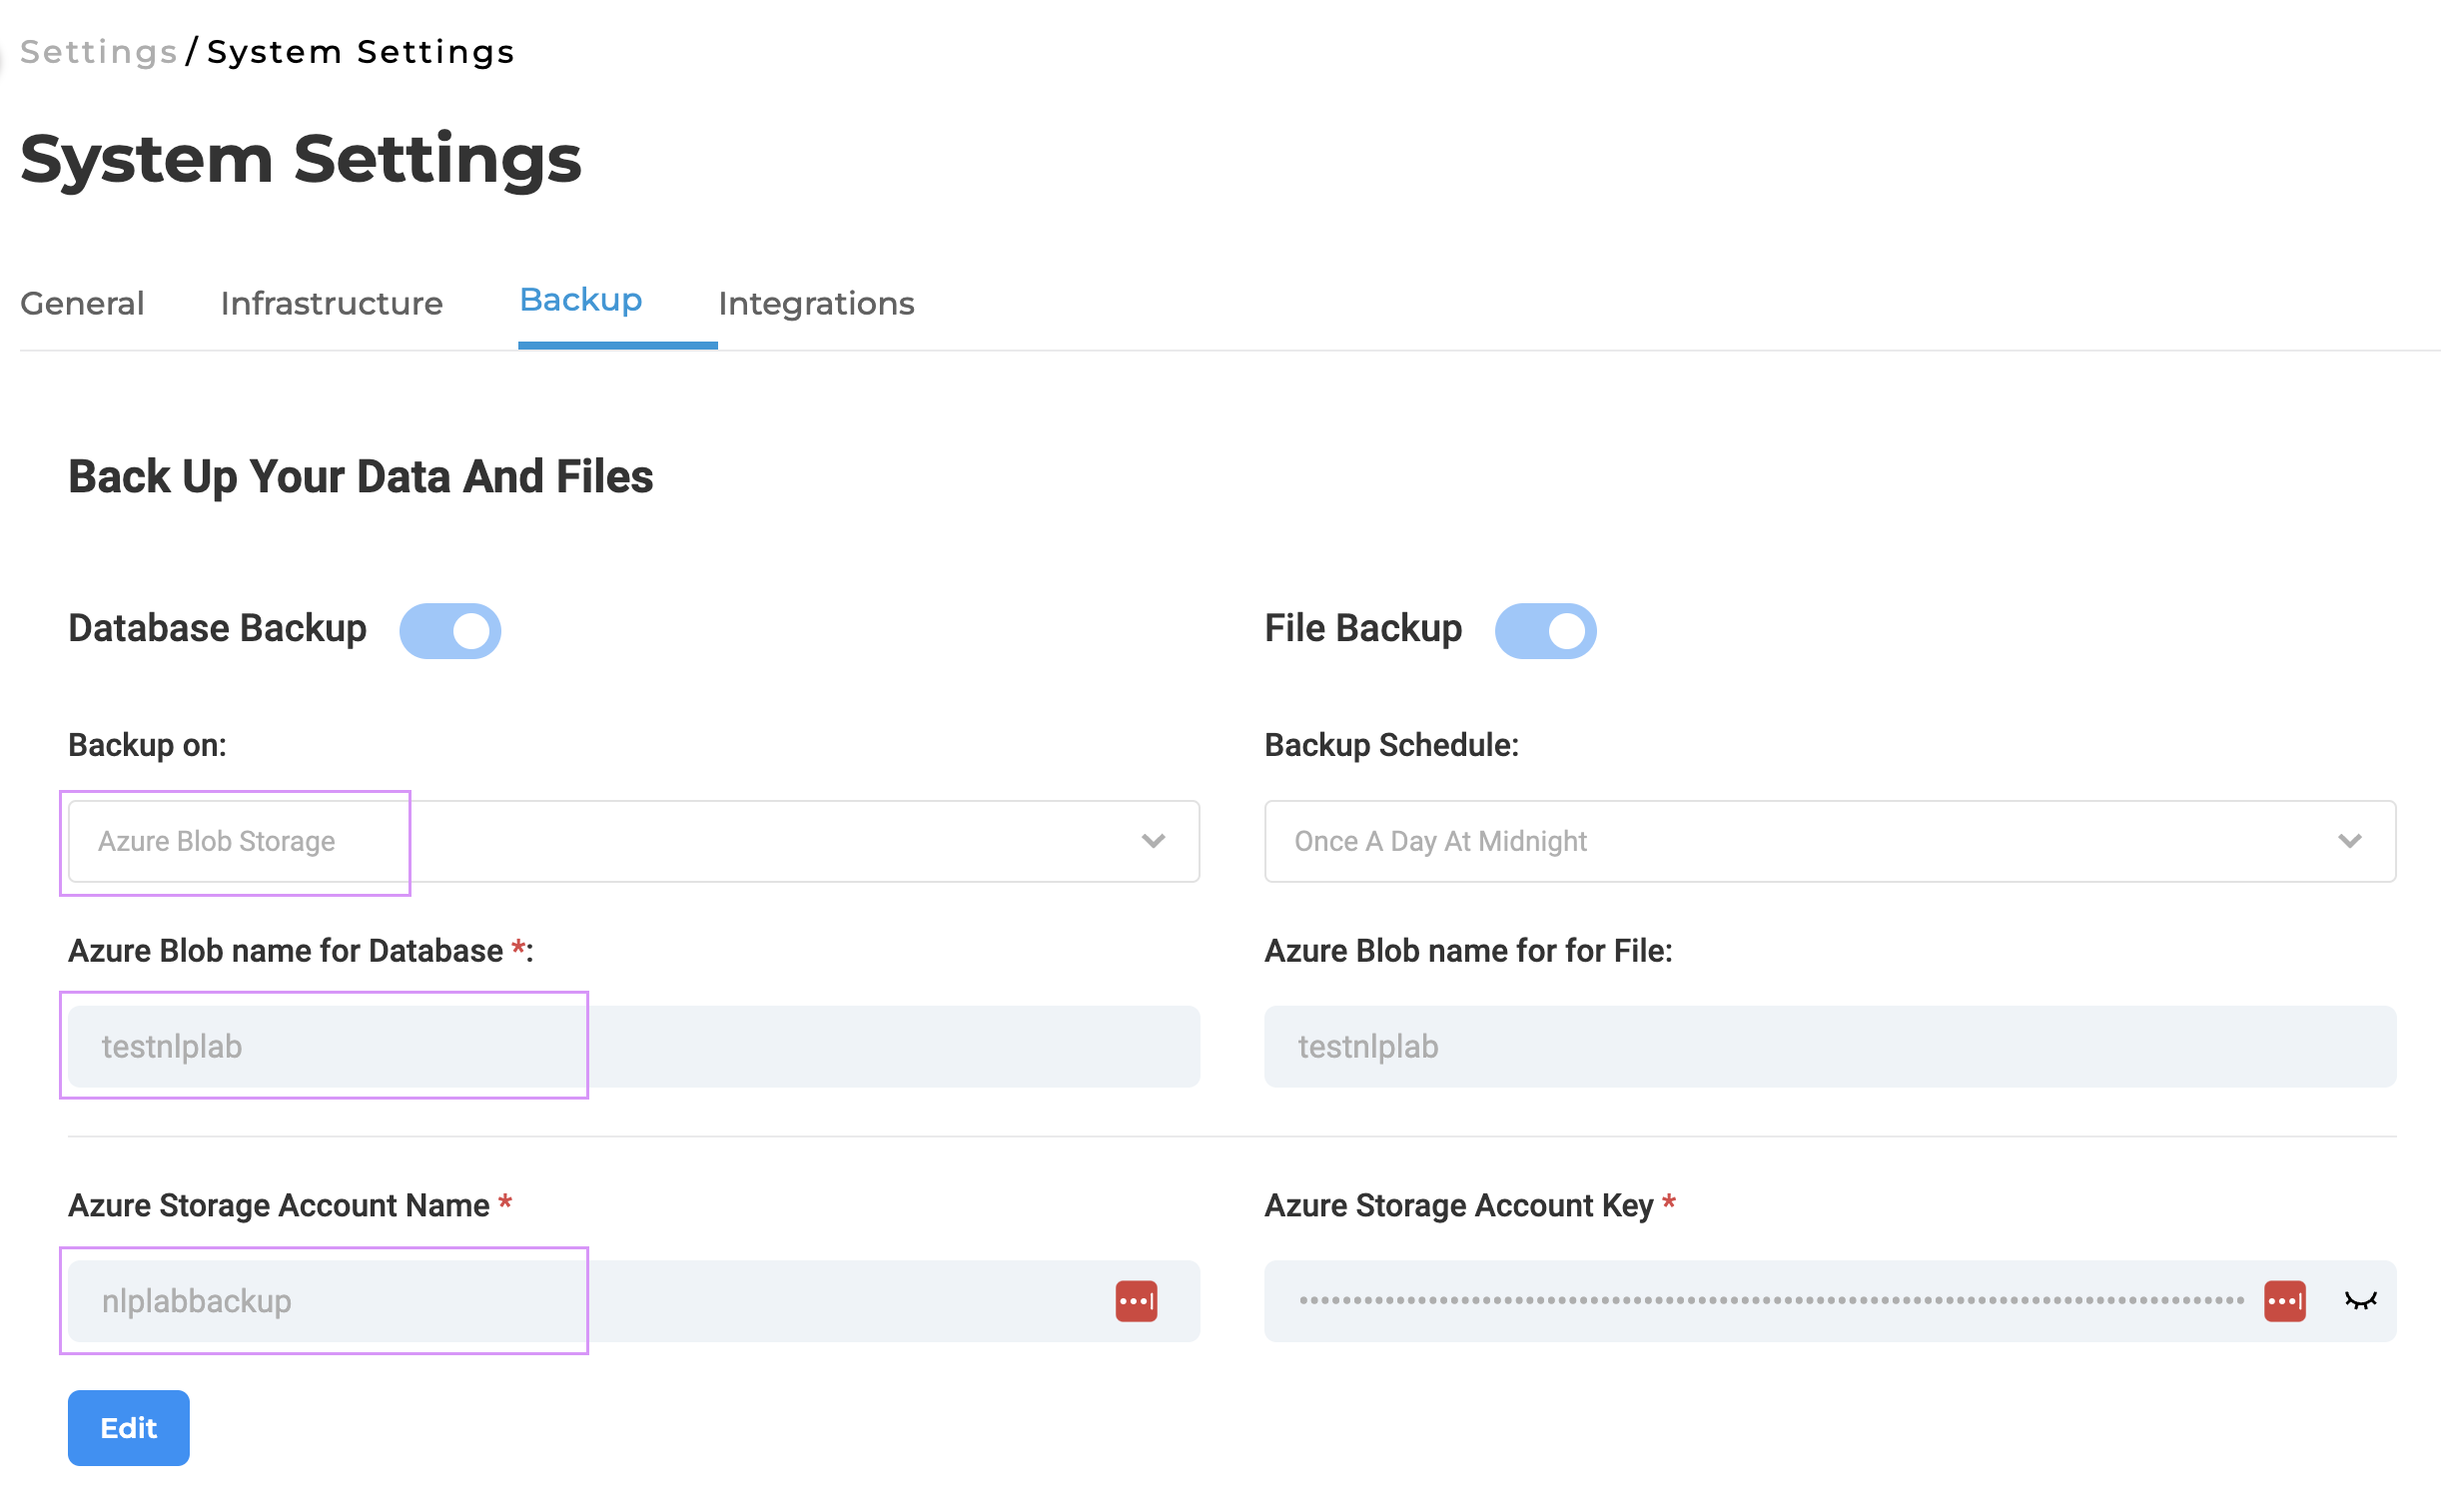 Settings / System Settings
System Settings
General Infrastructure Backup Integrations
Back Up Your Data And Files
Database Backup File Backup
Backup on: Backup Schedule:
Azure Blob Storage Once A Day At Midnight
Azure Blob name for Database *: Azure Blob name for for File:
testnlplab testnlplab
Azure Storage Account Name * Azure Storage Account Key *
nlplabbackup
Edit